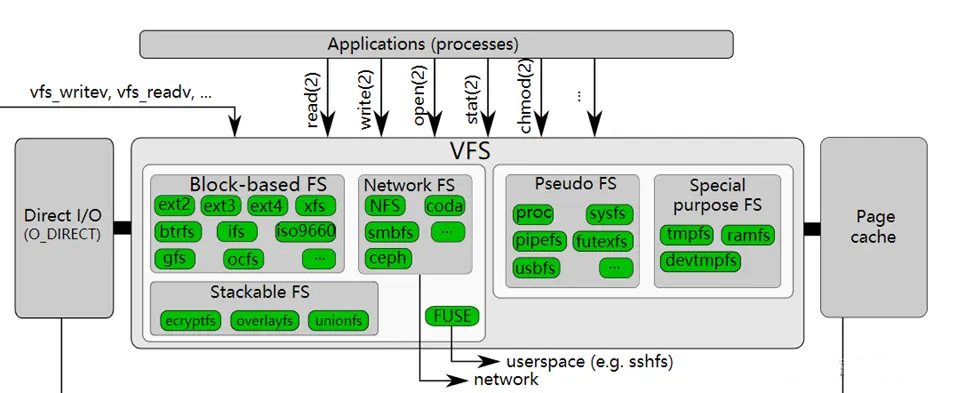 Applications (processes)
vfs_writev, vfs_readv, ...
read(2)
write(2)
open(2)
stat(2)
chmod(2)
...
VFS
Direct I/O
(O_DIRECT)
Block-based FS
ext2 ext3 ext4 xfs
btrfs ifs iso9660
gfs ocfs ...
Network FS
NFS coda
smbfs ...
ceph
Pseudo FS
proc sysfs
pipefs futexfs
usbfs ...
Special
purpose FS
tmpfs ramfs
devtmpfs
Page
cache
Stackable FS
ecryptfs overlayfs unionfs
FUSE
userspace (e.g. sshfs)
network